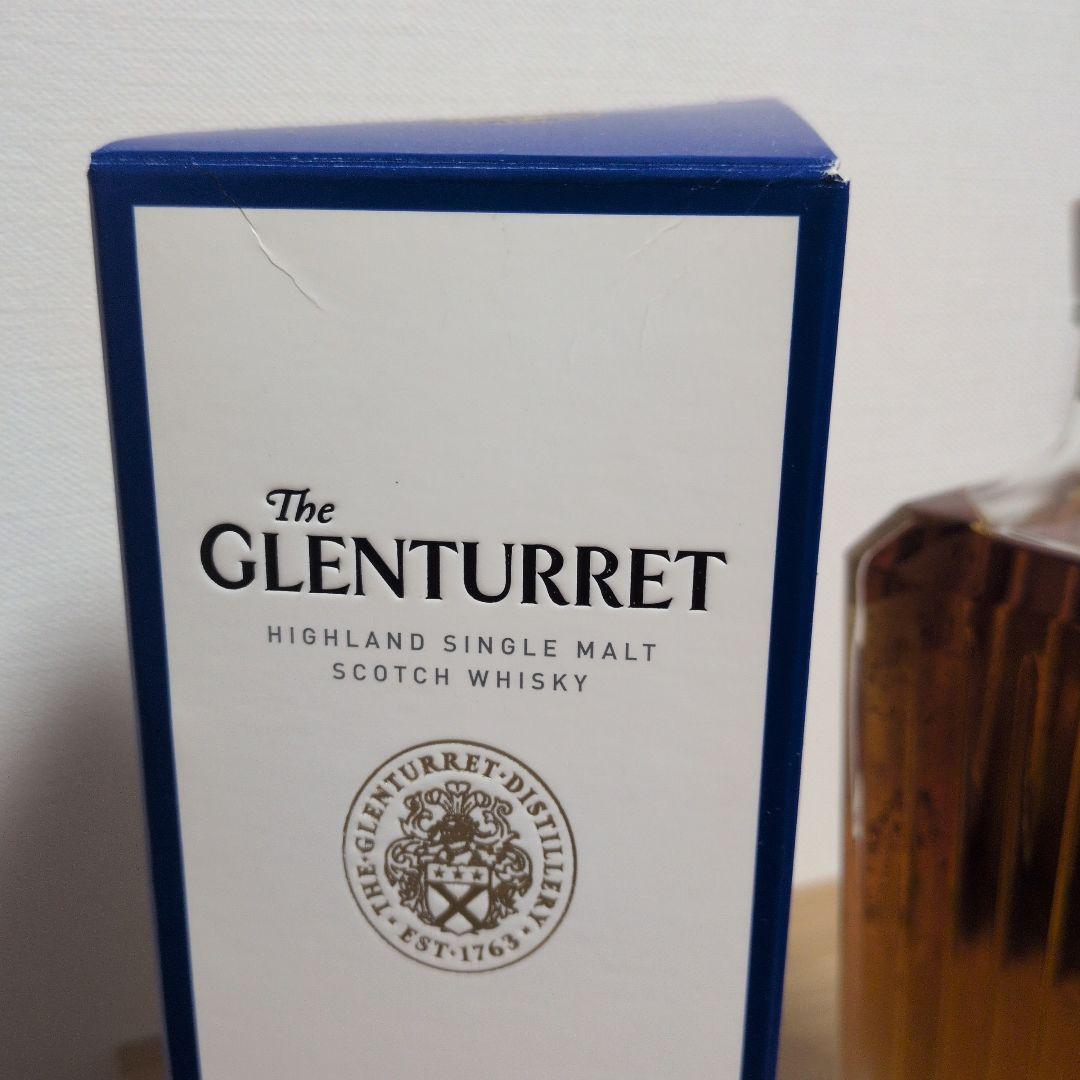 The
GLENTURRET
HIGHLAND SINGLE MALT
SCOTCH WHISKY
THE·GLENTURRET·DISTILLERY
· EST·1763 ·